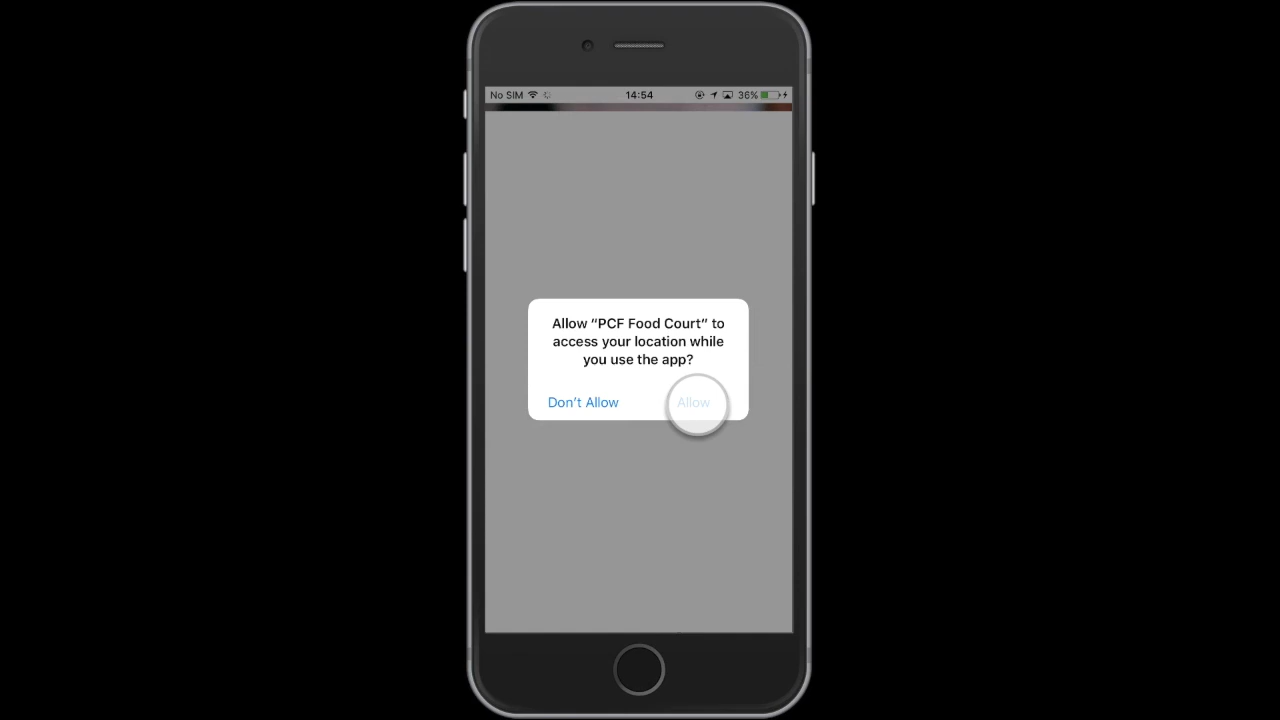 No SIM 14:54 36%
Allow “PCF Food Court” to
access your location while
you use the app?
Don’t Allow Allow